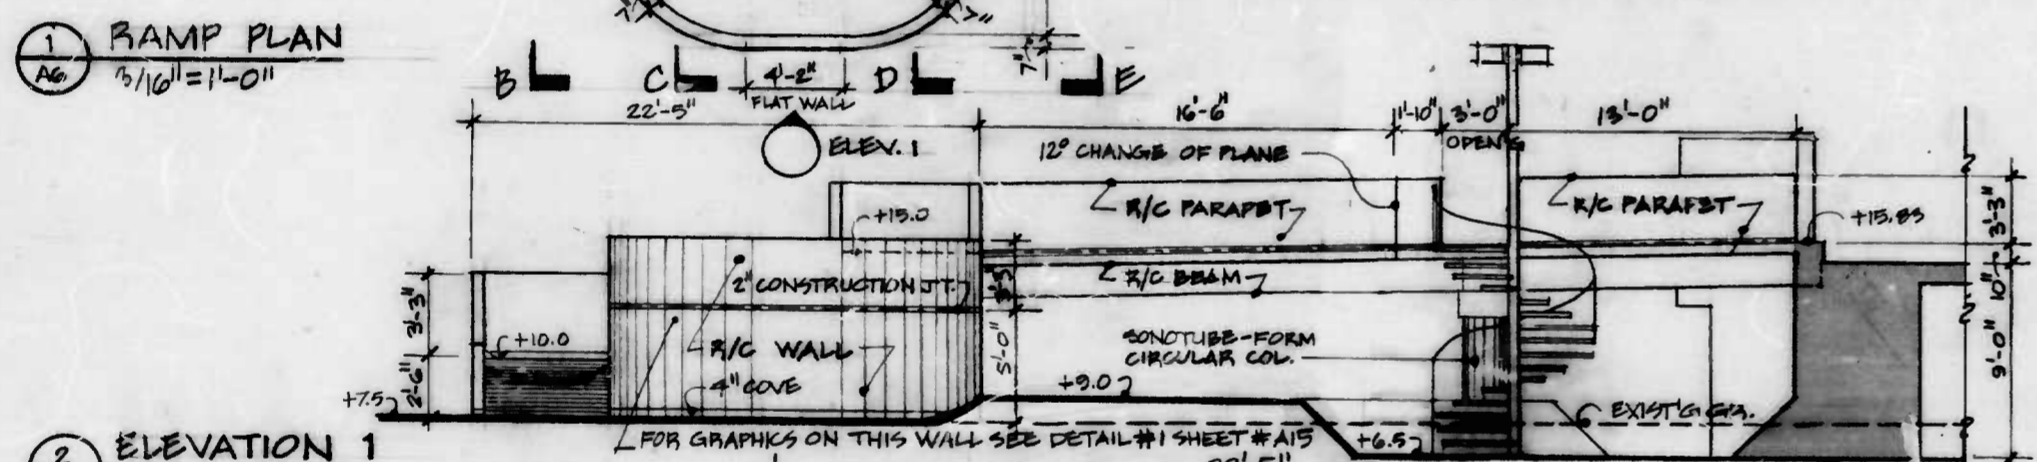 1
A6
RAMP PLAN
3/16"=1'-0"
B
C
4'-2"
FLAT WALL
D
E
22'-5"
16'-6"
1'-10"
3'-0"
OPEN'G
13'-0"
ELEV. 1
12° CHANGE OF PLANE
R/C PARAPET
R/C PARAPET
+15.0
+15.83
3'-3"
10"
9'-0"
2" CONSTRUCTION JT.
3'-3"
5'-0"
R/C BEAM
3'-3"
2'-6"
+10.0
+7.5
R/C WALL
4" COVE
SONOTUBE-FORM
CIRCULAR COL.
+9.0
EXIST'G GR.
+6.5
FOR GRAPHICS ON THIS WALL SEE DETAIL #1 SHEET #A15
2
ELEVATION 1